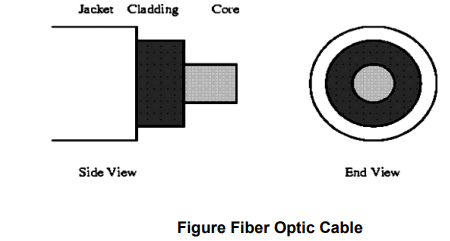 Jacket Cladding Core
Side View End View
Figure Fiber Optic Cable